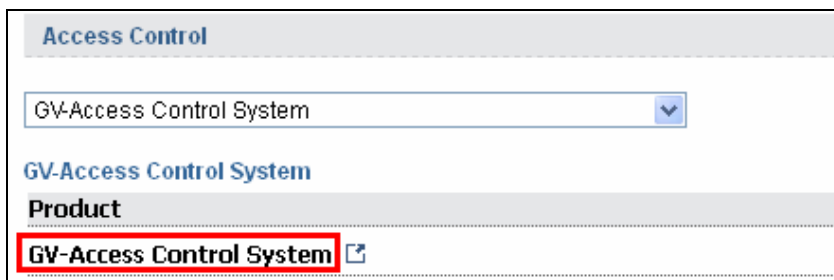 Access Control
GV-Access Control System
GV-Access Control System
Product
GV-Access Control System